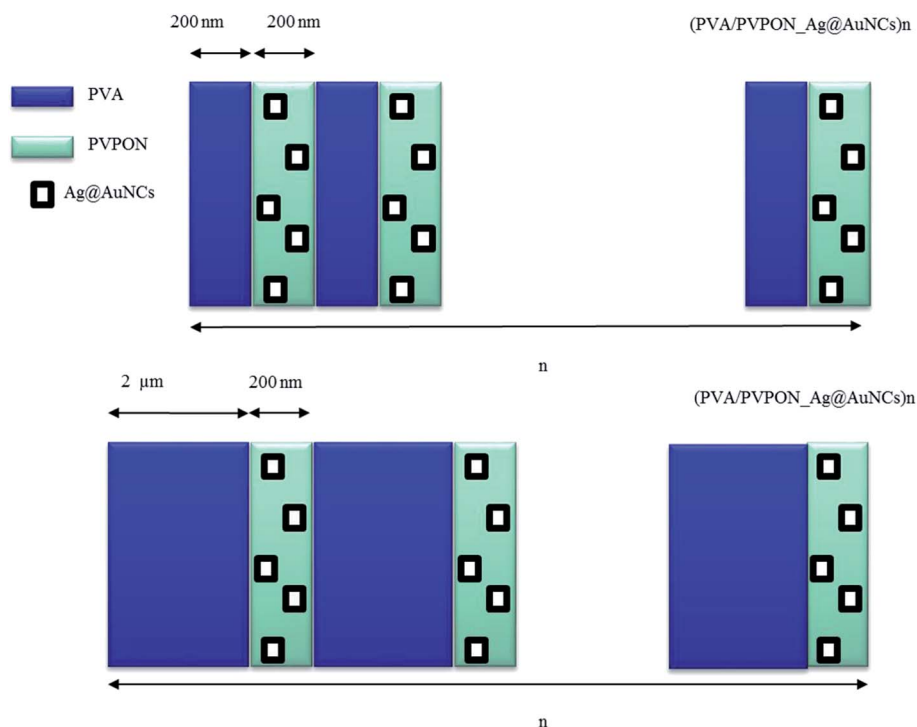 200 nm 200 nm (PVA/PVPON_Ag@AuNCs)n
PVA
PVPON
Ag@AuNCs
n
2 µm 200 nm
(PVA/PVPON_Ag@AuNCs)n
n